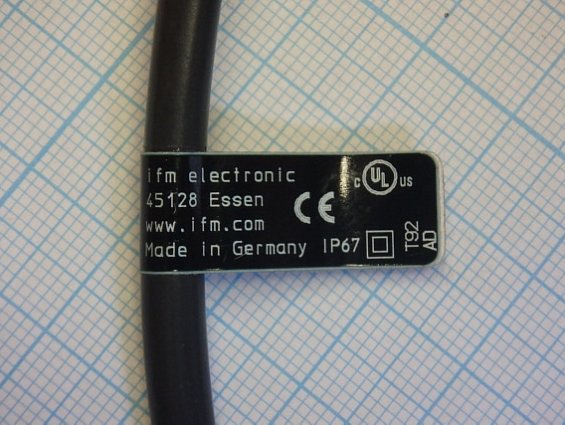 ifm electronic
45128 Essen
www.ifm.com
Made in Germany IP67
CE
c UL US
T92
AD